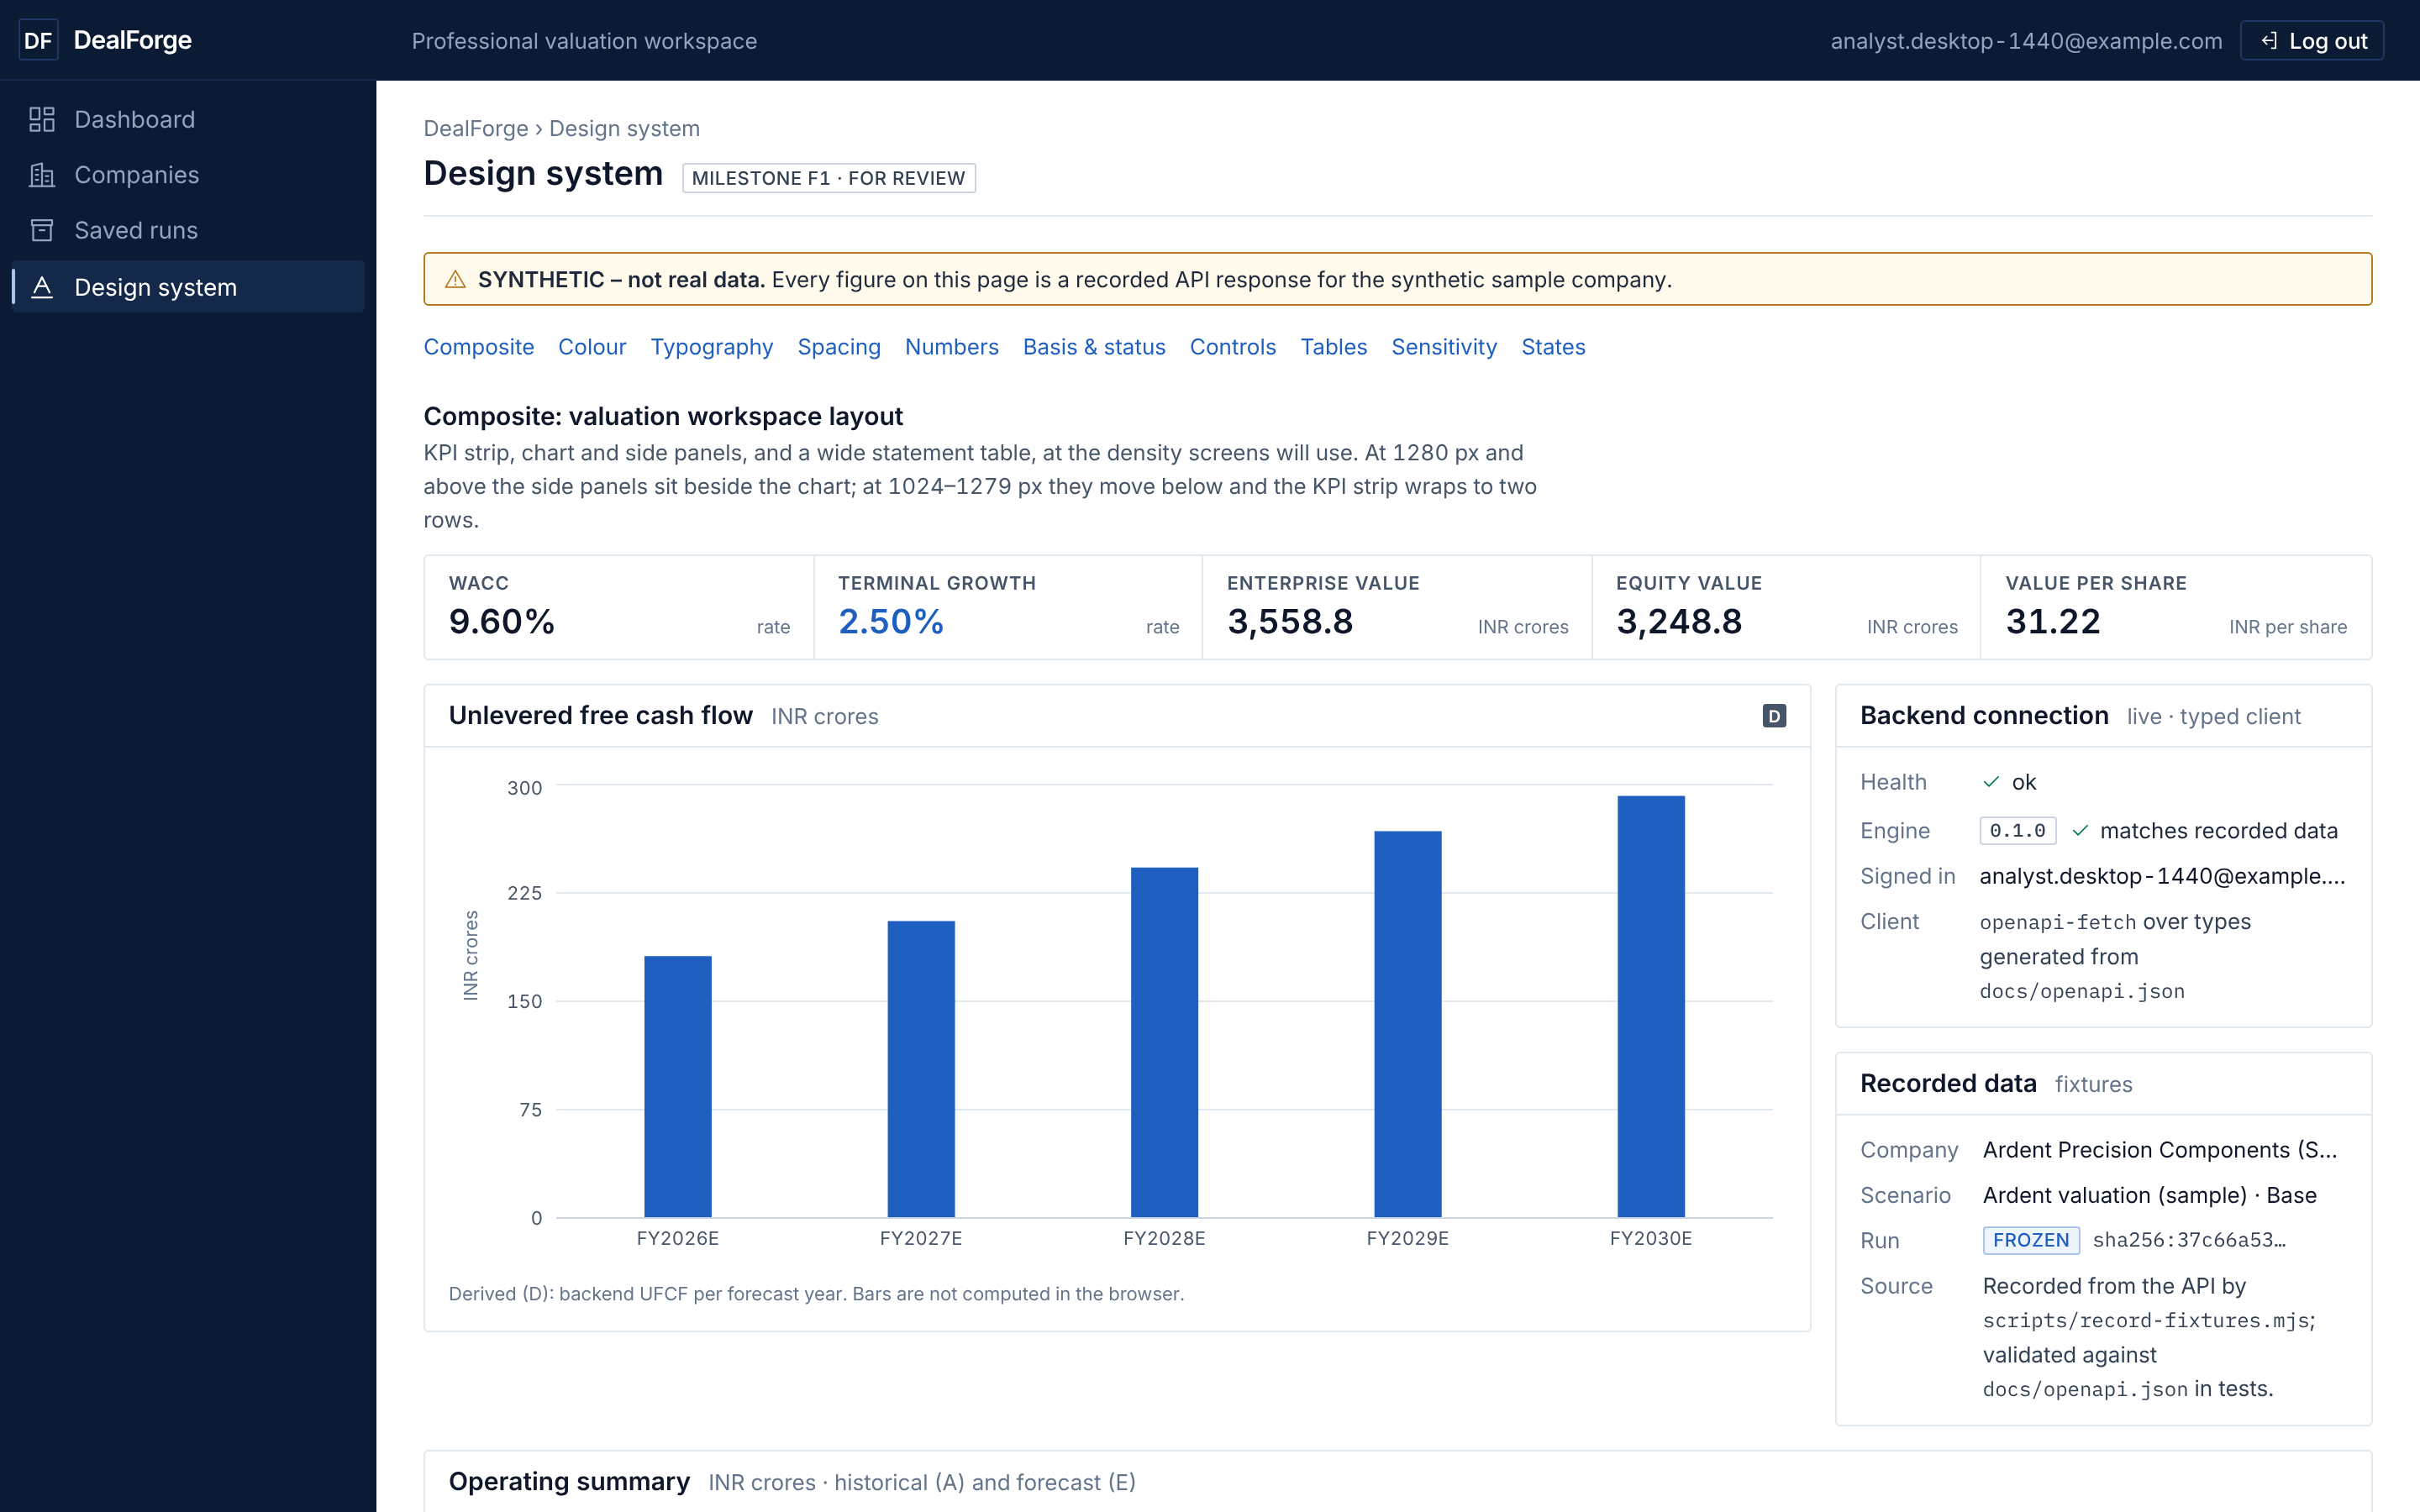 DF DealForge
Professional valuation workspace
analyst.desktop-1440@example.com
Log out
Dashboard
Companies
Saved runs
Design system
DealForge › Design system
Design system MILESTONE F1 · FOR REVIEW
SYNTHETIC – not real data. Every figure on this page is a recorded API response for the synthetic sample company.
Composite Colour Typography Spacing Numbers Basis & status Controls Tables Sensitivity States
Composite: valuation workspace layout
KPI strip, chart and side panels, and a wide statement table, at the density screens will use. At 1280 px and
above the side panels sit beside the chart; at 1024–1279 px they move below and the KPI strip wraps to two
rows.
WACC
9.60% rate
TERMINAL GROWTH
2.50% rate
ENTERPRISE VALUE
3,558.8 INR crores
EQUITY VALUE
3,248.8 INR crores
VALUE PER SHARE
31.22 INR per share
Unlevered free cash flow INR crores D
INR crores
300
225
150
75
0
FY2026E FY2027E FY2028E FY2029E FY2030E
Derived (D): backend UFCF per forecast year. Bars are not computed in the browser.
Backend connection live · typed client
Health ok
Engine 0.1.0 matches recorded data
Signed in analyst.desktop-1440@example....
Client openapi-fetch over types
generated from
docs/openapi.json
Recorded data fixtures
Company Ardent Precision Components (S...
Scenario Ardent valuation (sample) · Base
Run FROZEN sha256:37c66a53…
Source Recorded from the API by
scripts/record-fixtures.mjs;
validated against
docs/openapi.json in tests.
Operating summary INR crores · historical (A) and forecast (E)